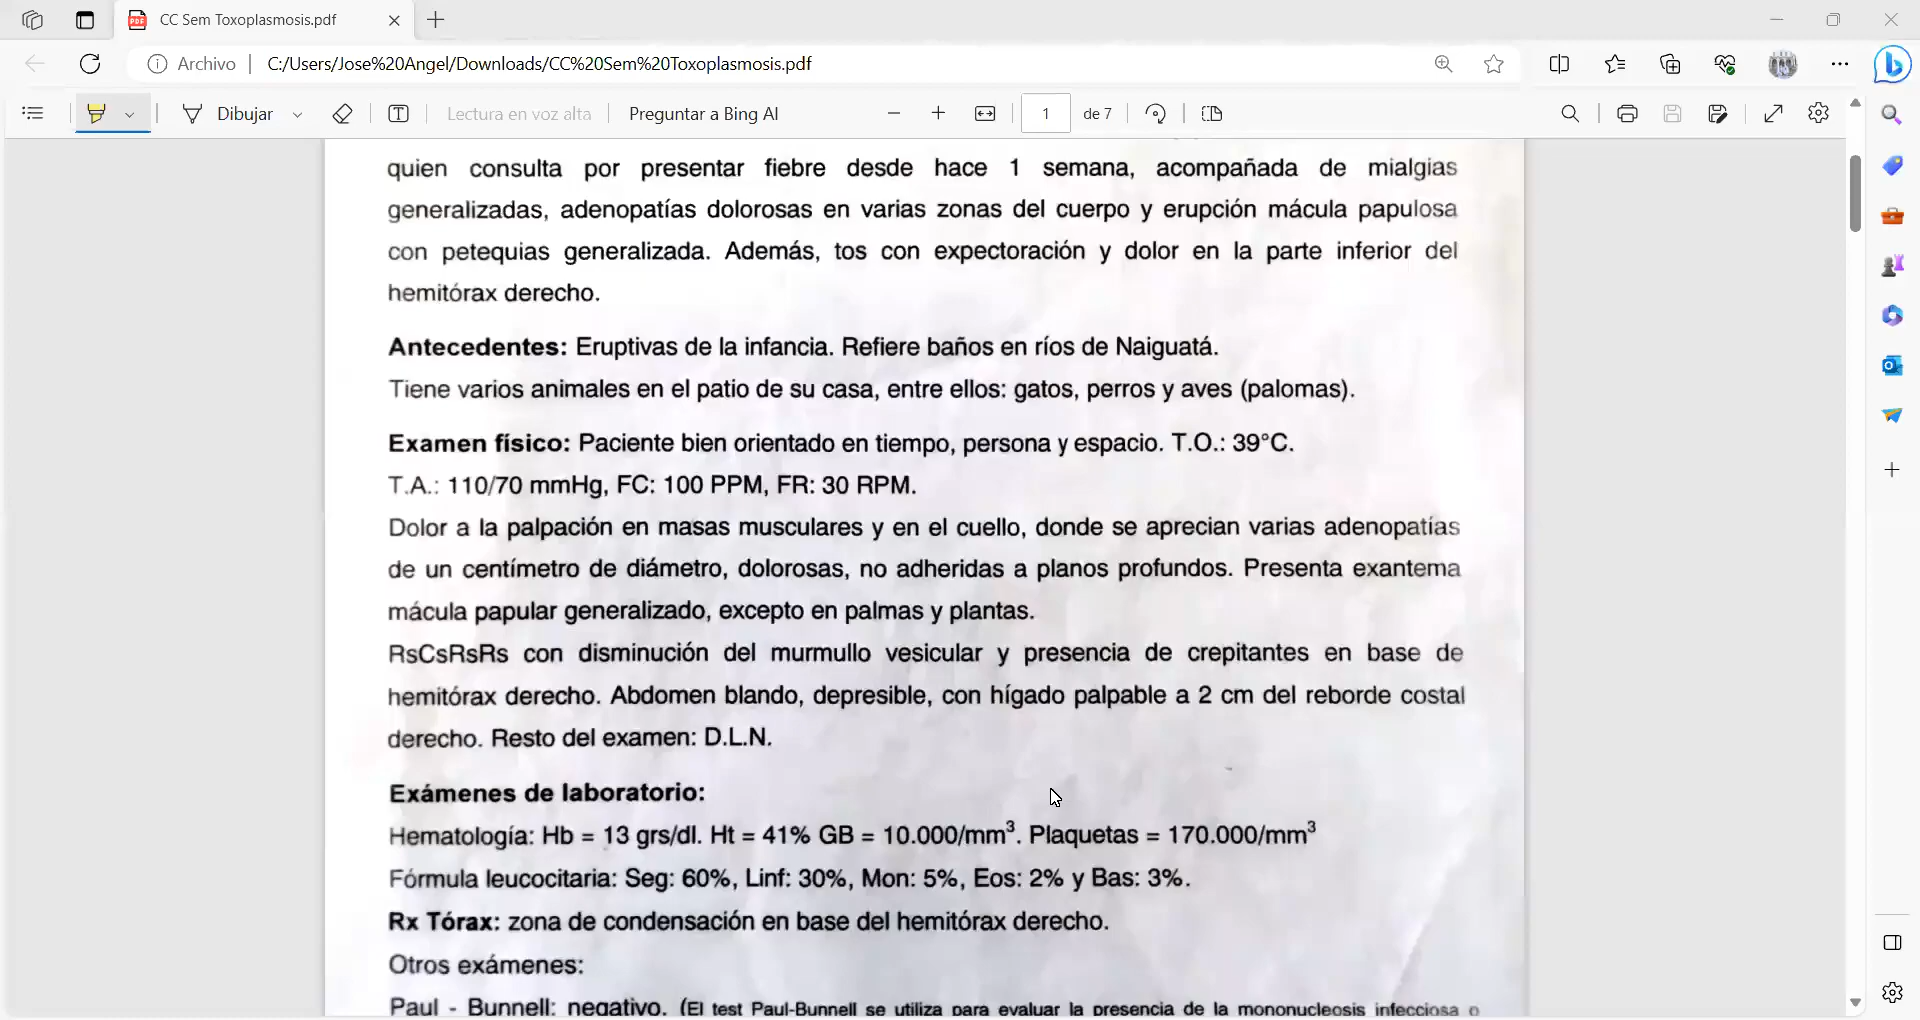 CC Sem Toxoplasmosis.pdf
Archivo
C:/Users/Jose%20Angel/Downloads/CC%20Sem%20Toxoplasmosis.pdf
Dibujar
Lectura en voz alta
Preguntar a Bing AI
1
de 7
quien consulta por presentar fiebre desde hace 1 semana, acompañada de mialgias
generalizadas, adenopatías dolorosas en varias zonas del cuerpo y erupción mácula papulosa
con petequias generalizada. Además, tos con expectoración y dolor en la parte inferior del
hemitórax derecho.
Antecedentes: Eruptivas de la infancia. Refiere baños en ríos de Naiguatá.
Tiene varios animales en el patio de su casa, entre ellos: gatos, perros y aves (palomas).
Examen físico: Paciente bien orientado en tiempo, persona y espacio. T.O.: 39°C.
T.A.: 110/70 mmHg, FC: 100 PPM, FR: 30 RPM.
Dolor a la palpación en masas musculares y en el cuello, donde se aprecian varias adenopatías
de un centímetro de diámetro, dolorosas, no adheridas a planos profundos. Presenta exantema
mácula papular generalizado, excepto en palmas y plantas.
RsCsRsRs con disminución del murmullo vesicular y presencia de crepitantes en base de
hemitórax derecho. Abdomen blando, depresible, con hígado palpable a 2 cm del reborde costal
derecho. Resto del examen: D.L.N.
Exámenes de laboratorio:
Hematología: Hb = 13 grs/dl. Ht = 41% GB = 10.000/mm³. Plaquetas = 170.000/mm³
Fórmula leucocitaria: Seg: 60%, Linf: 30%, Mon: 5%, Eos: 2% y Bas: 3%.
Rx Tórax: zona de condensación en base del hemitórax derecho.
Otros exámenes:
Paul - Bunnell: negativo. (El test Paul-Bunnell se utiliza para evaluar la presencia de la mononucleosis infecciosa o